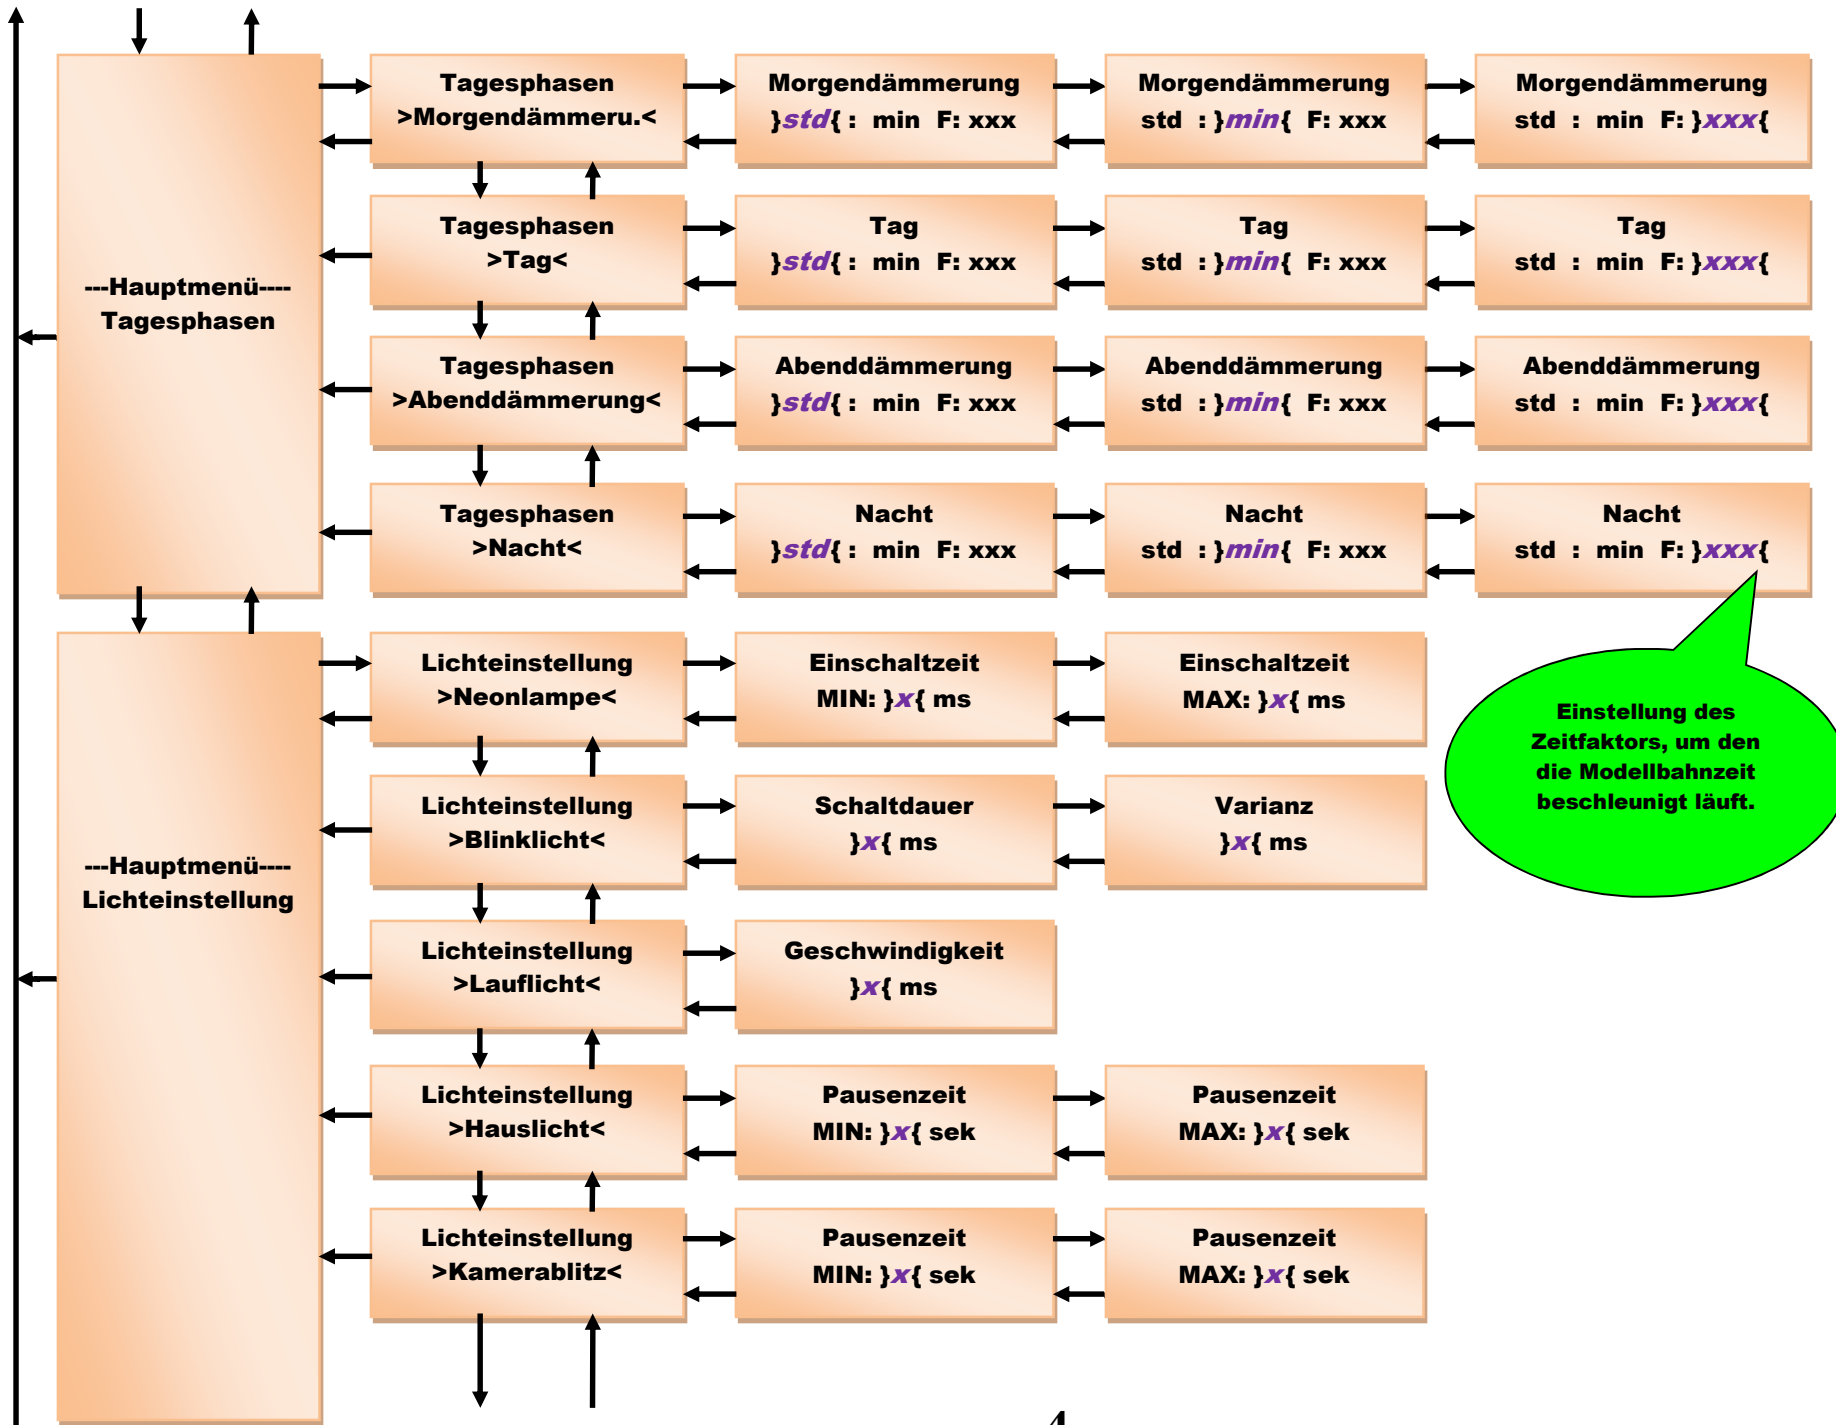 ---Hauptmenü----
Tagesphasen
Tagesphasen
>Morgendämmeru.<
Morgendämmerung
}std{ : min F: xxx
Morgendämmerung
std : }min{ F: xxx
Morgendämmerung
std : min F: }xxx{
Tagesphasen
>Tag<
Tag
}std{ : min F: xxx
Tag
std : }min{ F: xxx
Tag
std : min F: }xxx{
Tagesphasen
>Abenddämmerung<
Abenddämmerung
}std{ : min F: xxx
Abenddämmerung
std : }min{ F: xxx
Abenddämmerung
std : min F: }xxx{
Tagesphasen
>Nacht<
Nacht
}std{ : min F: xxx
Nacht
std : }min{ F: xxx
Nacht
std : min F: }xxx{
Einstellung des
Zeitfaktors, um den
die Modellbahnzeit
beschleunigt läuft.
---Hauptmenü----
Lichteinstellung
Lichteinstellung
>Neonlampe<
Einschaltzeit
MIN: }x{ ms
Einschaltzeit
MAX: }x{ ms
Lichteinstellung
>Blinklicht<
Schaltdauer
}x{ ms
Varianz
}x{ ms
Lichteinstellung
>Lauflicht<
Geschwindigkeit
}x{ ms
Lichteinstellung
>Hauslicht<
Pausenzeit
MIN: }x{ sek
Pausenzeit
MAX: }x{ sek
Lichteinstellung
>Kamerablitz<
Pausenzeit
MIN: }x{ sek
Pausenzeit
MAX: }x{ sek
4